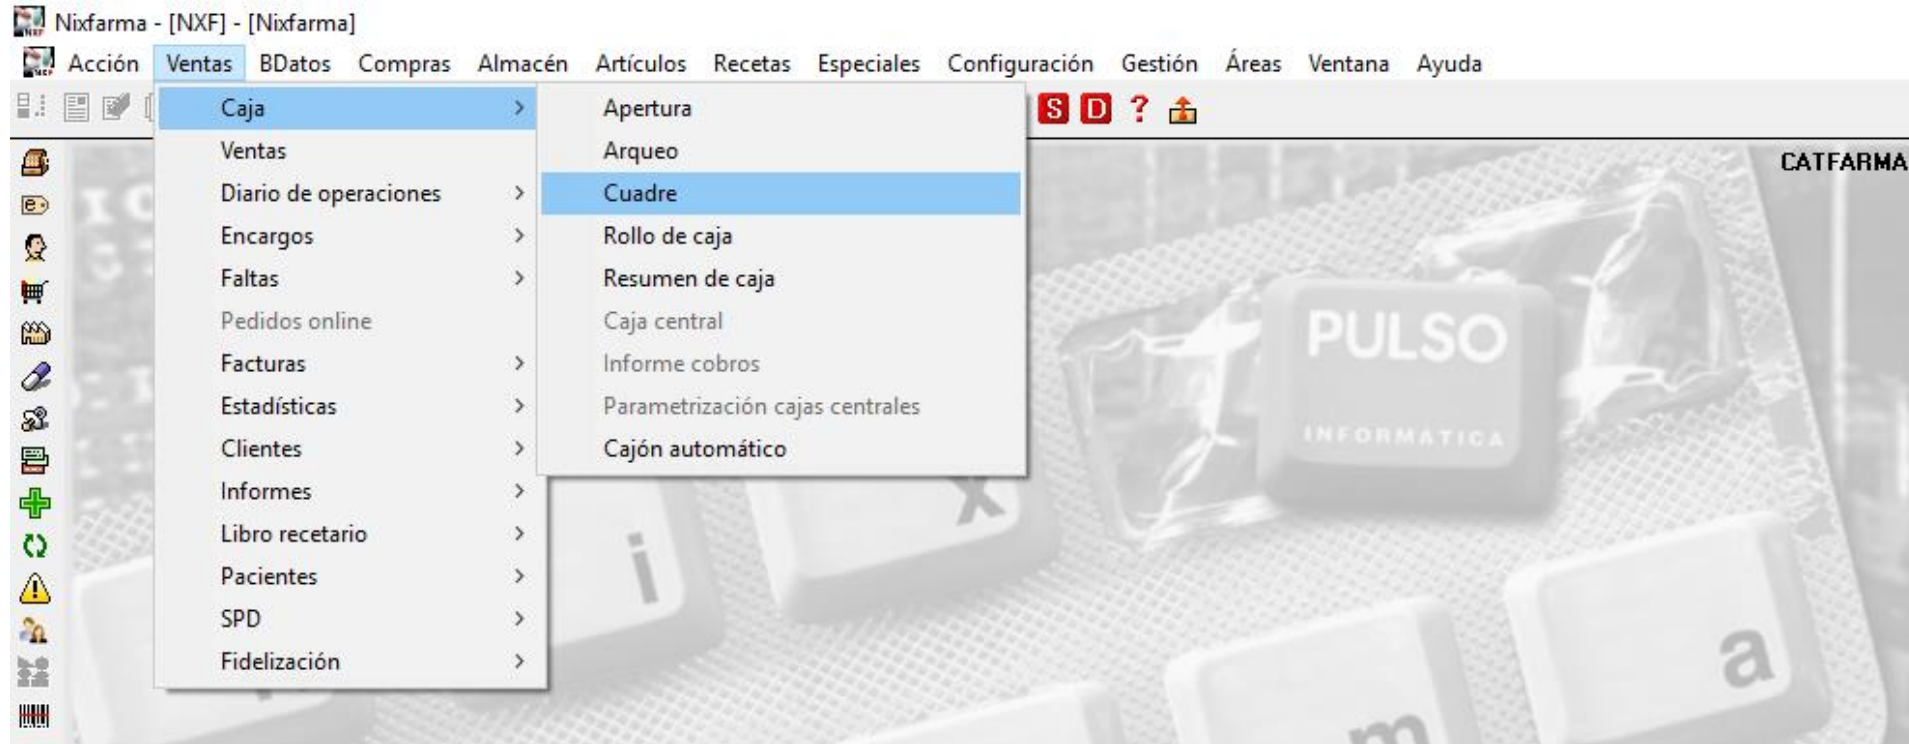 Nixfarma - [NXF] - [Nixfarma]
Acción Ventas BDatos Compras Almacén Artículos Recetas Especiales Configuración Gestión Áreas Ventana Ayuda
S D ?
CATFARMA
Caja
Ventas
Diario de operaciones
Encargos
Faltas
Pedidos online
Facturas
Estadísticas
Clientes
Informes
Libro recetario
Pacientes
SPD
Fidelización
Apertura
Arqueo
Cuadre
Rollo de caja
Resumen de caja
Caja central
Informe cobros
Parametrización cajas centrales
Cajón automático
PULSO
INFORMATICA
i
x
m
a